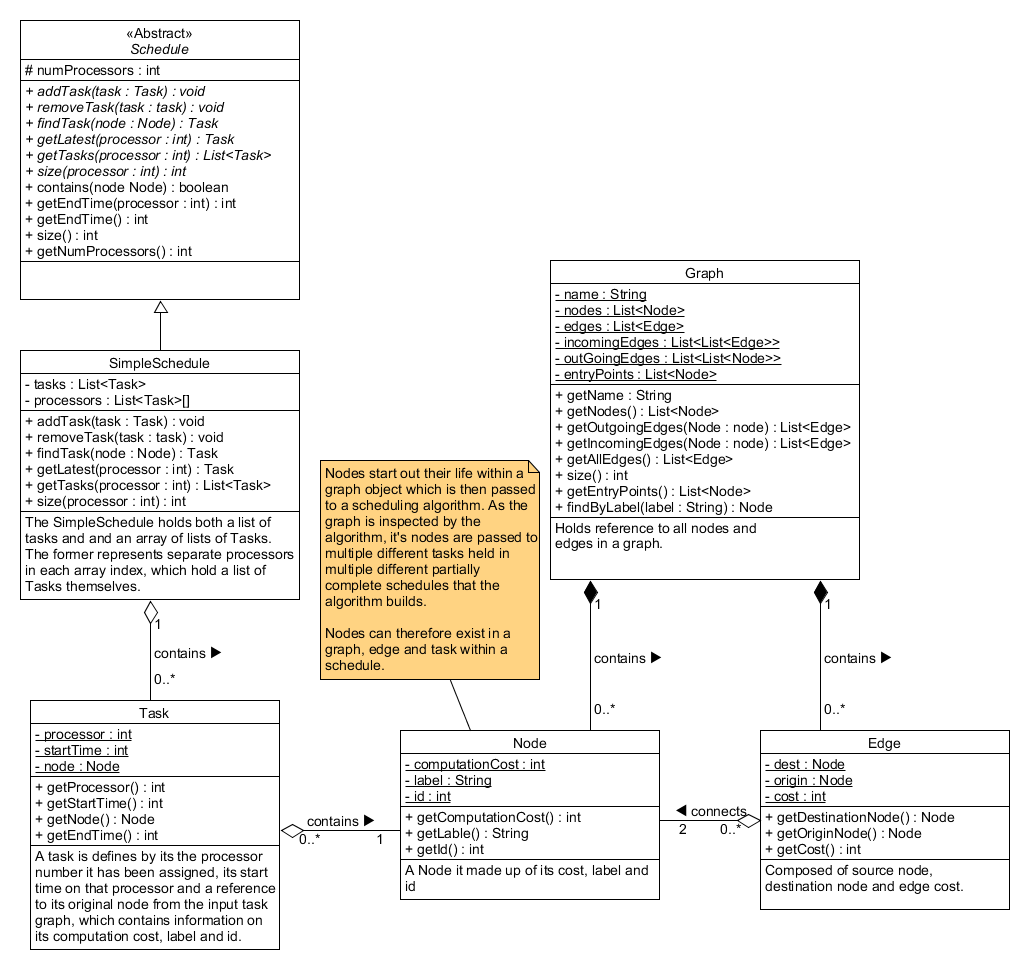 «Abstract»
Schedule
# numProcessors : int
+ addTask(task : Task) : void
+ removeTask(task : task) : void
+ findTask(node : Node) : Task
+ getLatest(processor : int) : Task
+ getTasks(processor : int) : List<Task>
+ size(processor : int) : int
+ contains(node Node) : boolean
+ getEndTime(processor : int) : int
+ getEndTime() : int
+ size() : int
+ getNumProcessors() : int
SimpleSchedule
- tasks : List<Task>
- processors : List<Task>[]
+ addTask(task : Task) : void
+ removeTask(task : task) : void
+ findTask(node : Node) : Task
+ getLatest(processor : int) : Task
+ getTasks(processor : int) : List<Task>
+ size(processor : int) : int
The SimpleSchedule holds both a list of
tasks and and an array of lists of Tasks.
The former represents separate processors
in each array index, which hold a list of
Tasks themselves.
1
contains
0..*
Task
- processor : int
- startTime : int
- node : Node
+ getProcessor() : int
+ getStartTime() : int
+ getNode() : Node
+ getEndTime() : int
A task is defines by its the processor
number it has been assigned, its start
time on that processor and a reference
to its original node from the input task
graph, which contains information on
its computation cost, label and id.
contains
0..*
1
Nodes start out their life within a
graph object which is then passed
to a scheduling algorithm. As the
graph is inspected by the
algorithm, it's nodes are passed to
multiple different tasks held in
multiple different partially
complete schedules that the
algorithm builds.
Nodes can therefore exist in a
graph, edge and task within a
schedule.
Graph
- name : String
- nodes : List<Node>
- edges : List<Edge>
- incomingEdges : List<List<Edge>>
- outGoingEdges : List<List<Node>>
- entryPoints : List<Node>
+ getName : String
+ getNodes() : List<Node>
+ getOutgoingEdges(Node : node) : List<Edge>
+ getIncomingEdges(Node : node) : List<Edge>
+ getAllEdges() : List<Edge>
+ size() : int
+ getEntryPoints() : List<Node>
+ findByLabel(label : String) : Node
Holds reference to all nodes and
edges in a graph.
1
contains
0..*
1
contains
0..*
Node
- computationCost : int
- label : String
- id : int
+ getComputationCost() : int
+ getLable() : String
+ getId() : int
A Node it made up of its cost, label and
id
connects
2
0..*
Edge
- dest : Node
- origin : Node
- cost : int
+ getDestinationNode() : Node
+ getOriginNode() : Node
+ getCost() : int
Composed of source node,
destination node and edge cost.